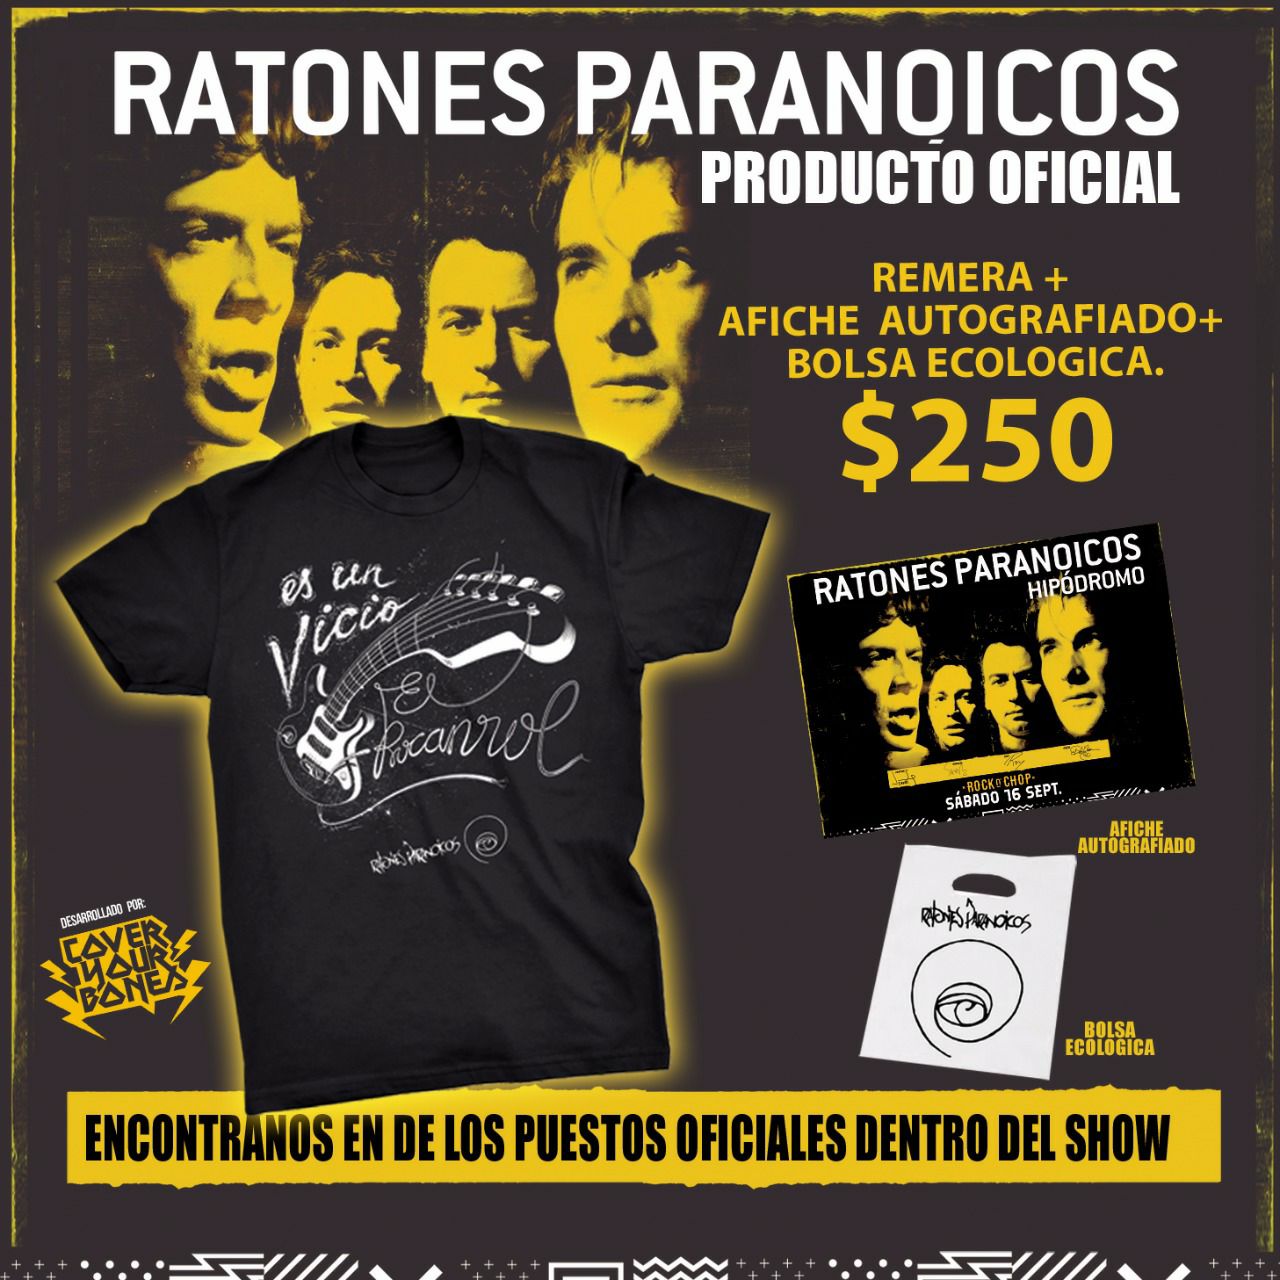 RATONES PARANOICOS
PRODUCTO OFICIAL
REMERA +
AFICHE AUTOGRAFIADO+
BOLSA ECOLOGICA.
$250
es un
Vicio
El
Rocanrol
RATONES PARANOICOS
RATONES PARANOICOS
HIPÓDROMO
·ROCK N' CHOP·
SÁBADO 16 SEPT.
AFICHE
AUTOGRAFIADO
RATONES PARANOICOS
BOLSA
ECOLOGICA
DESARROLLADO POR:
COVER
YOUR
BONES
ENCONTRANOS EN DE LOS PUESTOS OFICIALES DENTRO DEL SHOW